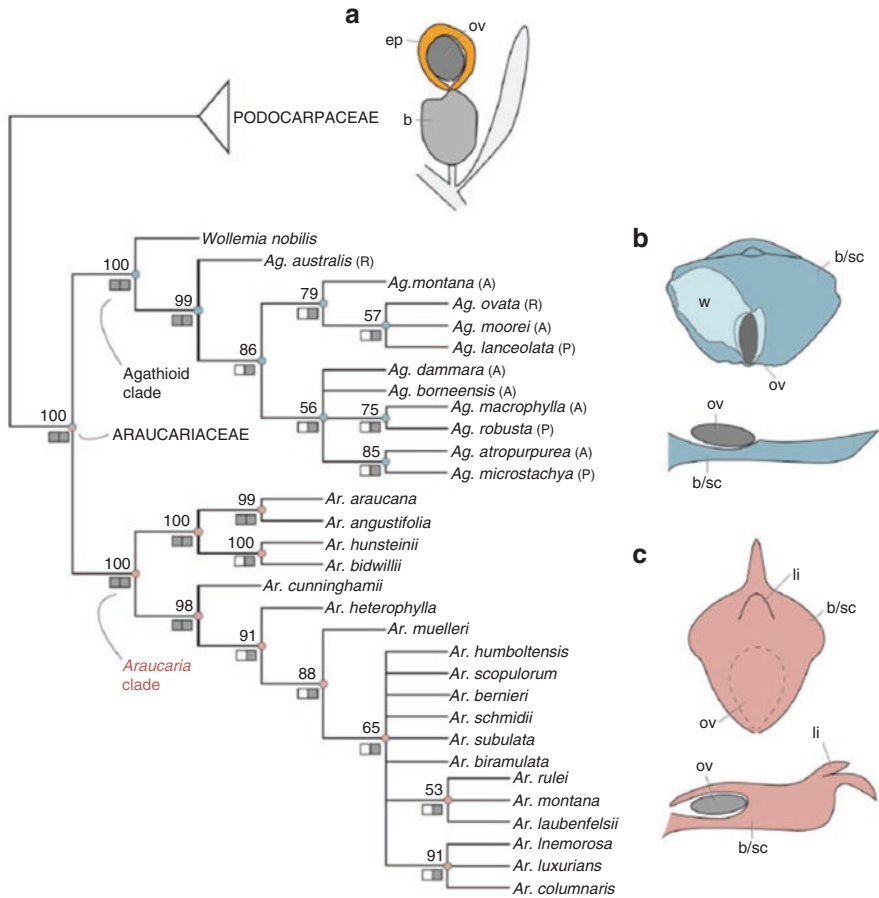 a
ov
ep
b
PODOCARPACEAE
Wollemia nobilis
100
Ag. australis (R)
99
Ag.montana (A)
79
Ag. ovata (R)
57
Ag. moorei (A)
Ag. lanceolata (P)
86
Agathioid
clade
Ag. dammara (A)
Ag. borneensis (A)
56
75
Ag. macrophylla (A)
Ag. robusta (P)
85
Ag. atropurpurea (A)
Ag. microstachya (P)
100
ARAUCARIACEAE
Ar. araucana
99
Ar. angustifolia
100
Ar. hunsteinii
100
Ar. bidwillii
100
Ar. cunninghamii
98
Ar. heterophylla
91
Ar. muelleri
Araucaria
clade
88
Ar. humboltensis
Ar. scopulorum
Ar. bernieri
Ar. schmidii
65
Ar. subulata
Ar. biramulata
Ar. rulei
53
Ar. montana
Ar. laubenfelsii
Ar. lnemorosa
91
Ar. luxurians
Ar. columnaris
b
b/sc
w
ov
ov
b/sc
c
li
b/sc
ov
li
ov
b/sc